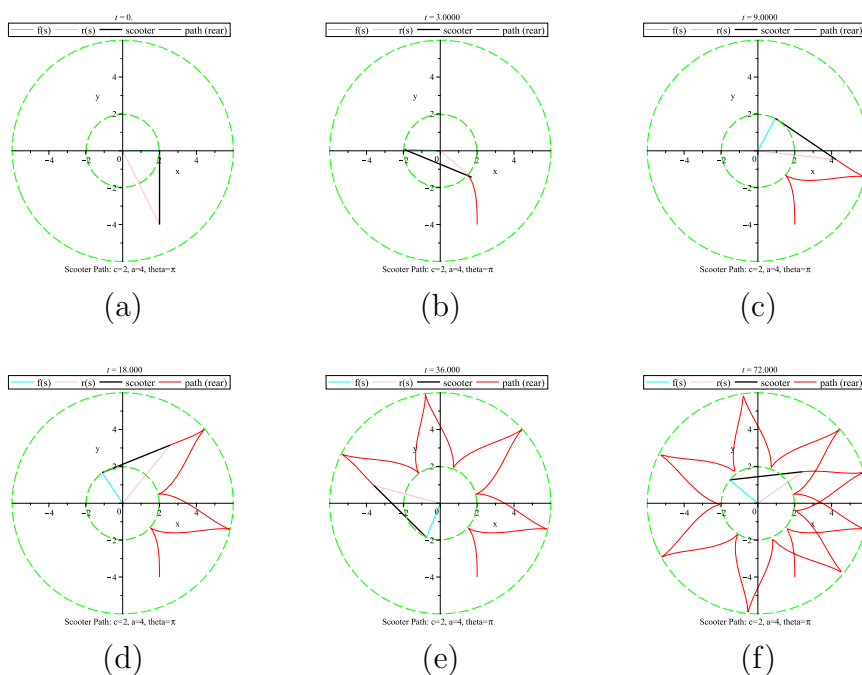 t = 0.
f(s) r(s) scooter path (rear)
4
y
2
−4 −2 0 2 4
x
−2
−4
Scooter Path: c=2, a=4, theta=π
(a)
t = 3.0000
f(s) r(s) scooter path (rear)
4
y
2
−4 −2 0 2 4
x
−2
−4
Scooter Path: c=2, a=4, theta=π
(b)
t = 9.0000
f(s) r(s) scooter path (rear)
4
y
2
−4 −2 0 2 4
x
−2
−4
Scooter Path: c=2, a=4, theta=π
(c)
t = 18.000
f(s) r(s) scooter path (rear)
4
y
2
−4 −2 0 2 4
x
−2
−4
Scooter Path: c=2, a=4, theta=π
(d)
t = 36.000
f(s) r(s) scooter path (rear)
4
y
2
−4 −2 0 2 4
x
−2
−4
Scooter Path: c=2, a=4, theta=π
(e)
t = 72.000
f(s) r(s) scooter path (rear)
4
y
2
−4 −2 0 2 4
x
−2
−4
Scooter Path: c=2, a=4, theta=π
(f)